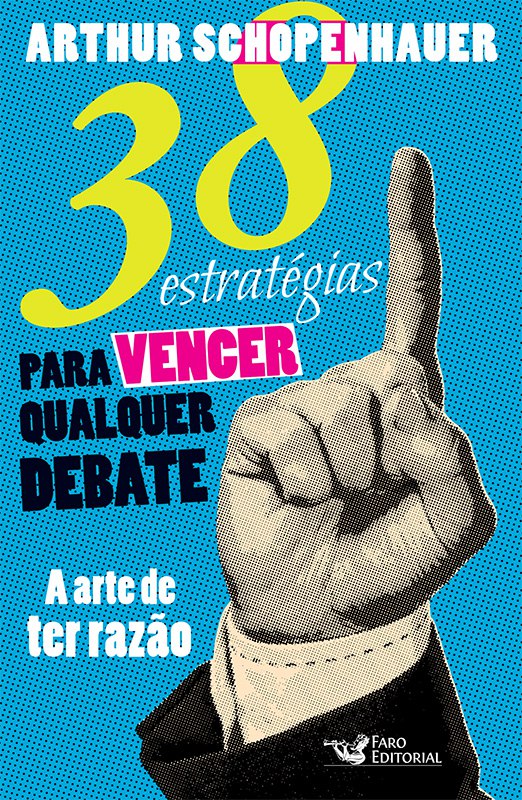 ARTHUR SCHOPENHAUER
38
estratégias
PARA VENCER
QUALQUER
DEBATE
A arte de
ter razão
FARO
EDITORIAL